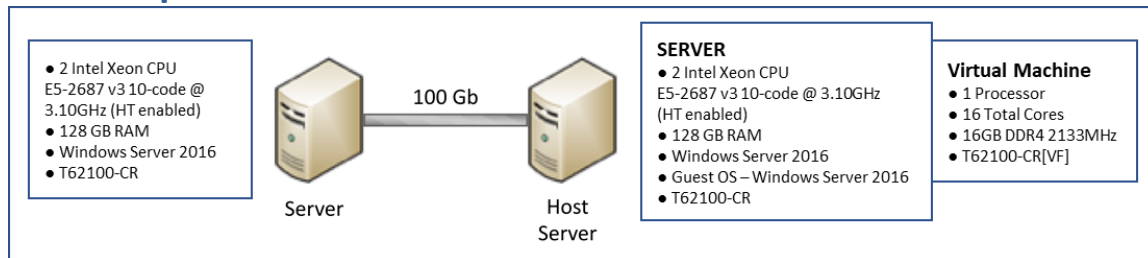 ● 2 Intel Xeon CPU
E5-2687 v3 10-code @
3.10GHz (HT enabled)
● 128 GB RAM
● Windows Server 2016
● T62100-CR
Server
100 Gb
Host
Server
SERVER
● 2 Intel Xeon CPU
E5-2687 v3 10-code @ 3.10GHz
(HT enabled)
● 128 GB RAM
● Windows Server 2016
● Guest OS – Windows Server 2016
● T62100-CR
Virtual Machine
● 1 Processor
● 16 Total Cores
● 16GB DDR4 2133MHz
● T62100-CR[VF]